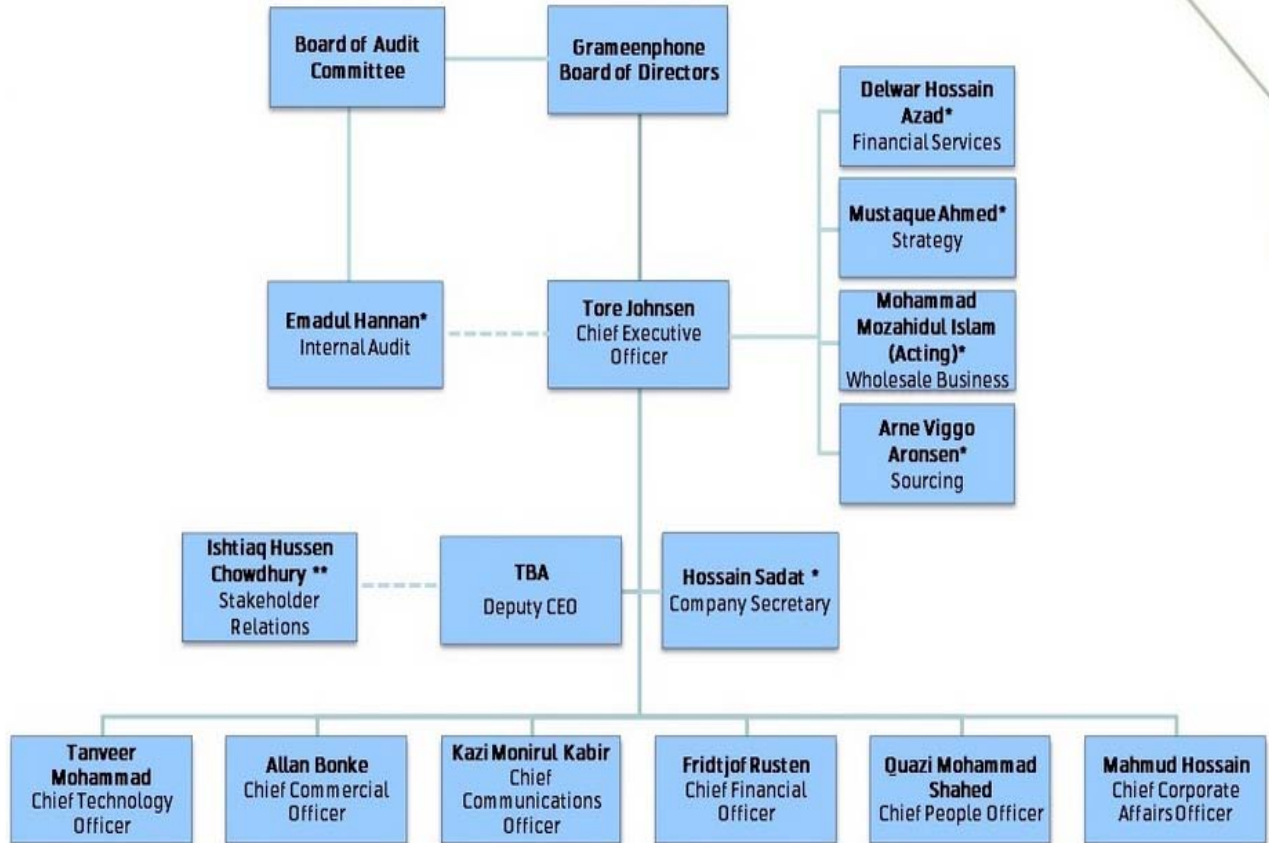 Board of Audit
Committee
Grameenphone
Board of Directors
Delwar Hossain
Azad*
Financial Services
Mustaque Ahmed*
Strategy
Mohammad
Mozahidul Islam
(Acting)*
Wholesale Business
Arne Viggo
Aronsen*
Sourcing
Emadul Hannan*
Internal Audit
Tore Johnsen
Chief Executive
Officer
Ishtiaq Hussen
Chowdhury **
Stakeholder
Relations
TBA
Deputy CEO
Hossain Sadat *
Company Secretary
Tanveer
Mohammad
Chief Technology
Officer
Allan Bonke
Chief Commercial
Officer
Kazi Monirul Kabir
Chief
Communications
Officer
Fridtjof Rusten
Chief Financial
Officer
Quazi Mohammad
Shahed
Chief People Officer
Mahmud Hossain
Chief Corporate
Affairs Officer